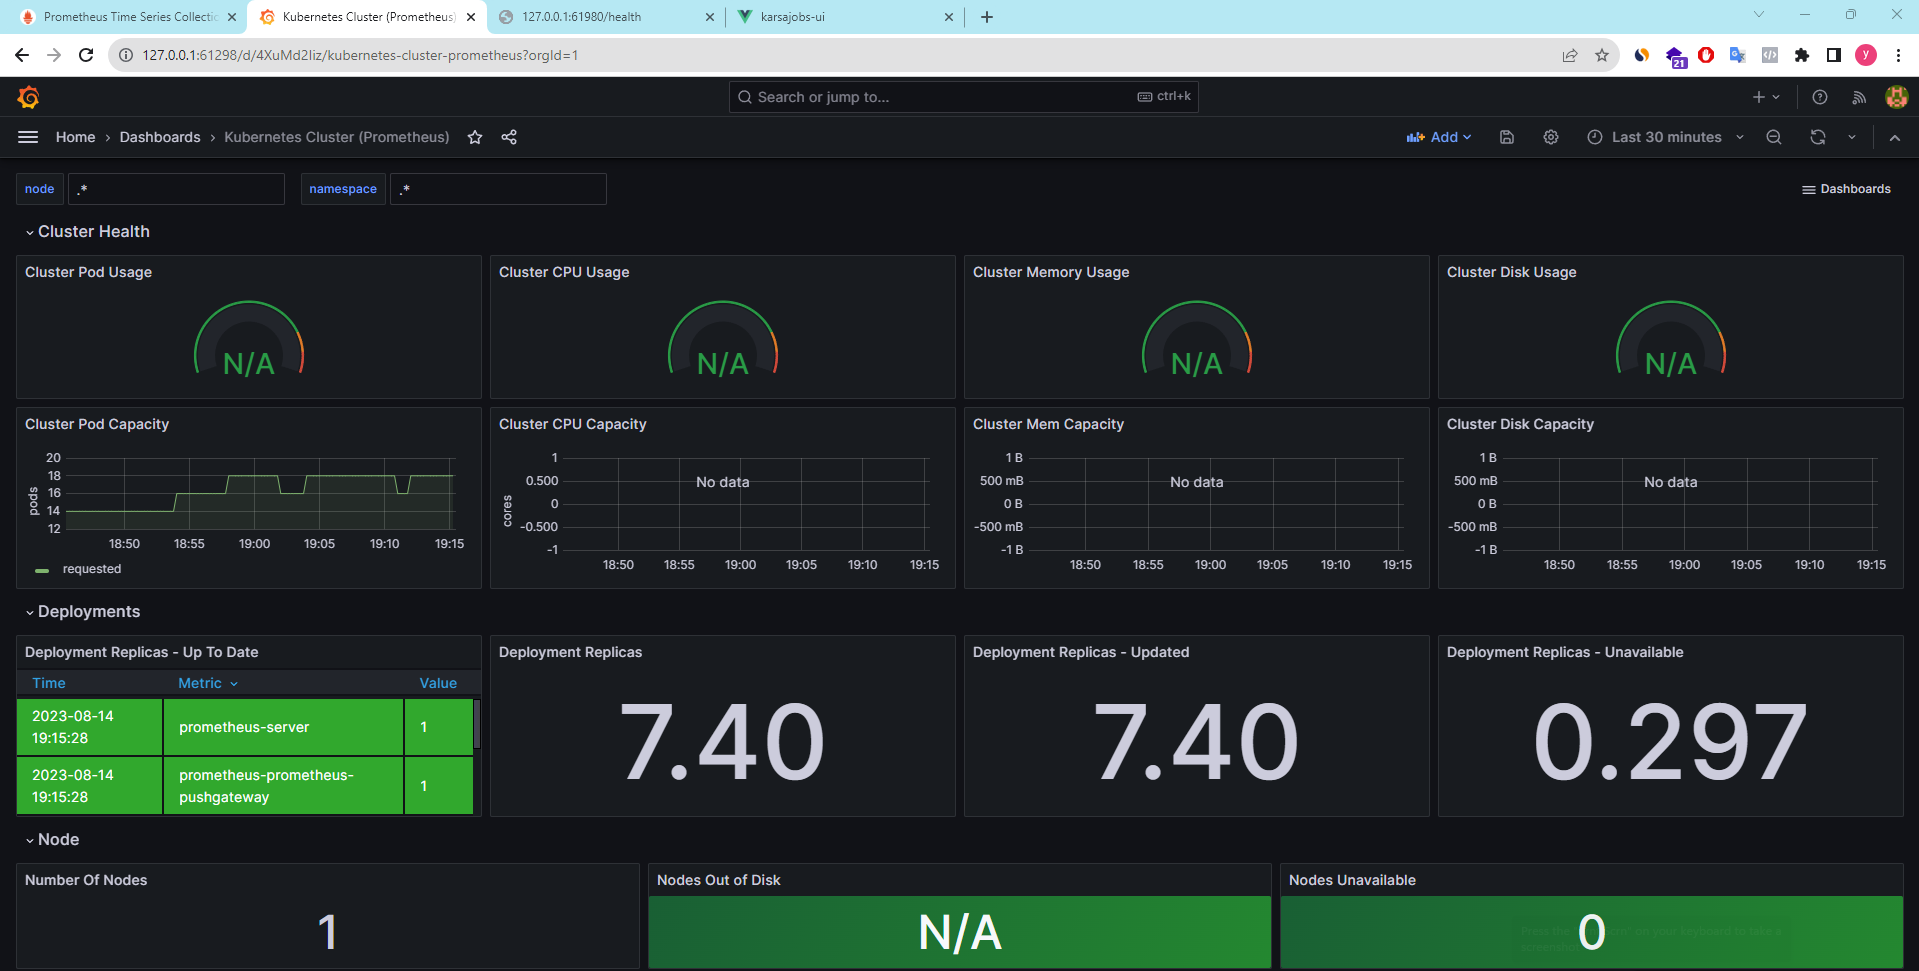 Prometheus Time Series Collectic
Kubernetes Cluster (Prometheus)
127.0.0.1:61980/health
karsajobs-ui
127.0.0.1:61298/d/4XuMd2Iiz/kubernetes-cluster-prometheus?orgId=1
21
y
Search or jump to...
ctrl+k
Home › Dashboards › Kubernetes Cluster (Prometheus)
Add
Last 30 minutes
node
.*
namespace
.*
Dashboards
Cluster Health
Cluster Pod Usage
N/A
Cluster CPU Usage
N/A
Cluster Memory Usage
N/A
Cluster Disk Usage
N/A
Cluster Pod Capacity
pods
20
18
16
14
12
18:50 18:55 19:00 19:05 19:10 19:15
requested
Cluster CPU Capacity
cores
1
0.500
0
-0.500
-1
No data
18:50 18:55 19:00 19:05 19:10 19:15
Cluster Mem Capacity
1 B
500 mB
0 B
-500 mB
-1 B
No data
18:50 18:55 19:00 19:05 19:10 19:15
Cluster Disk Capacity
1 B
500 mB
0 B
-500 mB
-1 B
No data
18:50 18:55 19:00 19:05 19:10 19:15
Deployments
Deployment Replicas - Up To Date
Time Metric Value
2023-08-14
19:15:28
prometheus-server
1
2023-08-14
19:15:28
prometheus-prometheus-
pushgateway
1
Deployment Replicas
7.40
Deployment Replicas - Updated
7.40
Deployment Replicas - Unavailable
0.297
Node
Number Of Nodes
1
Nodes Out of Disk
N/A
Nodes Unavailable
0